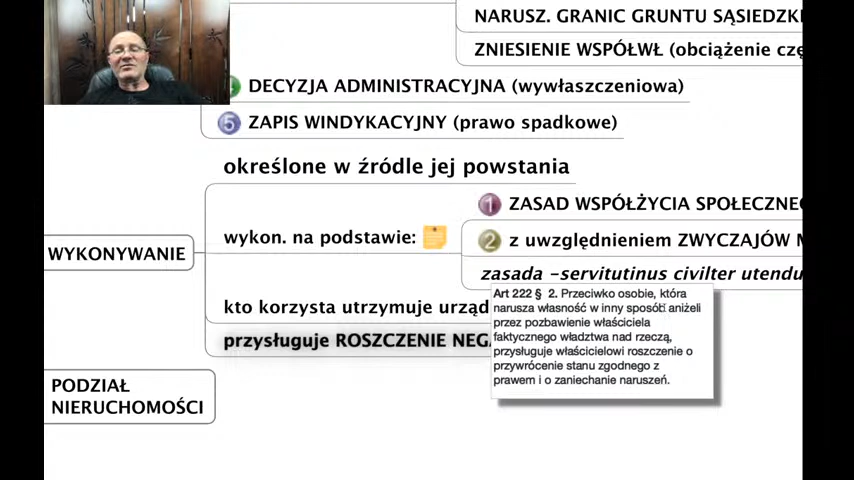 NARUSZ. GRANIC GRUNTU SĄSIEDZKI
ZNIESIENIE WSPÓŁWŁ (obciążenie czę
DECYZJA ADMINISTRACYJNA (wywłaszczeniowa)
5 ZAPIS WINDYKACYJNY (prawo spadkowe)
określone w źródle jej powstania
1 ZASAD WSPÓŁŻYCIA SPOŁECZNEG
wykon. na podstawie:
2 z uwzględnieniem ZWYCZAJÓW M
WYKONYWANIE
zasada -servitutinus civilter utendu
kto korzysta utrzymuje urząd
przysługuje ROSZCZENIE NEGA
Art 222 § 2. Przeciwko osobie, która
narusza własność w inny sposób aniżeli
przez pozbawienie właściciela
faktycznego władztwa nad rzeczą,
przysługuje właścicielowi roszczenie o
przywrócenie stanu zgodnego z
prawem i o zaniechanie naruszeń.
PODZIAŁ
NIERUCHOMOŚCI